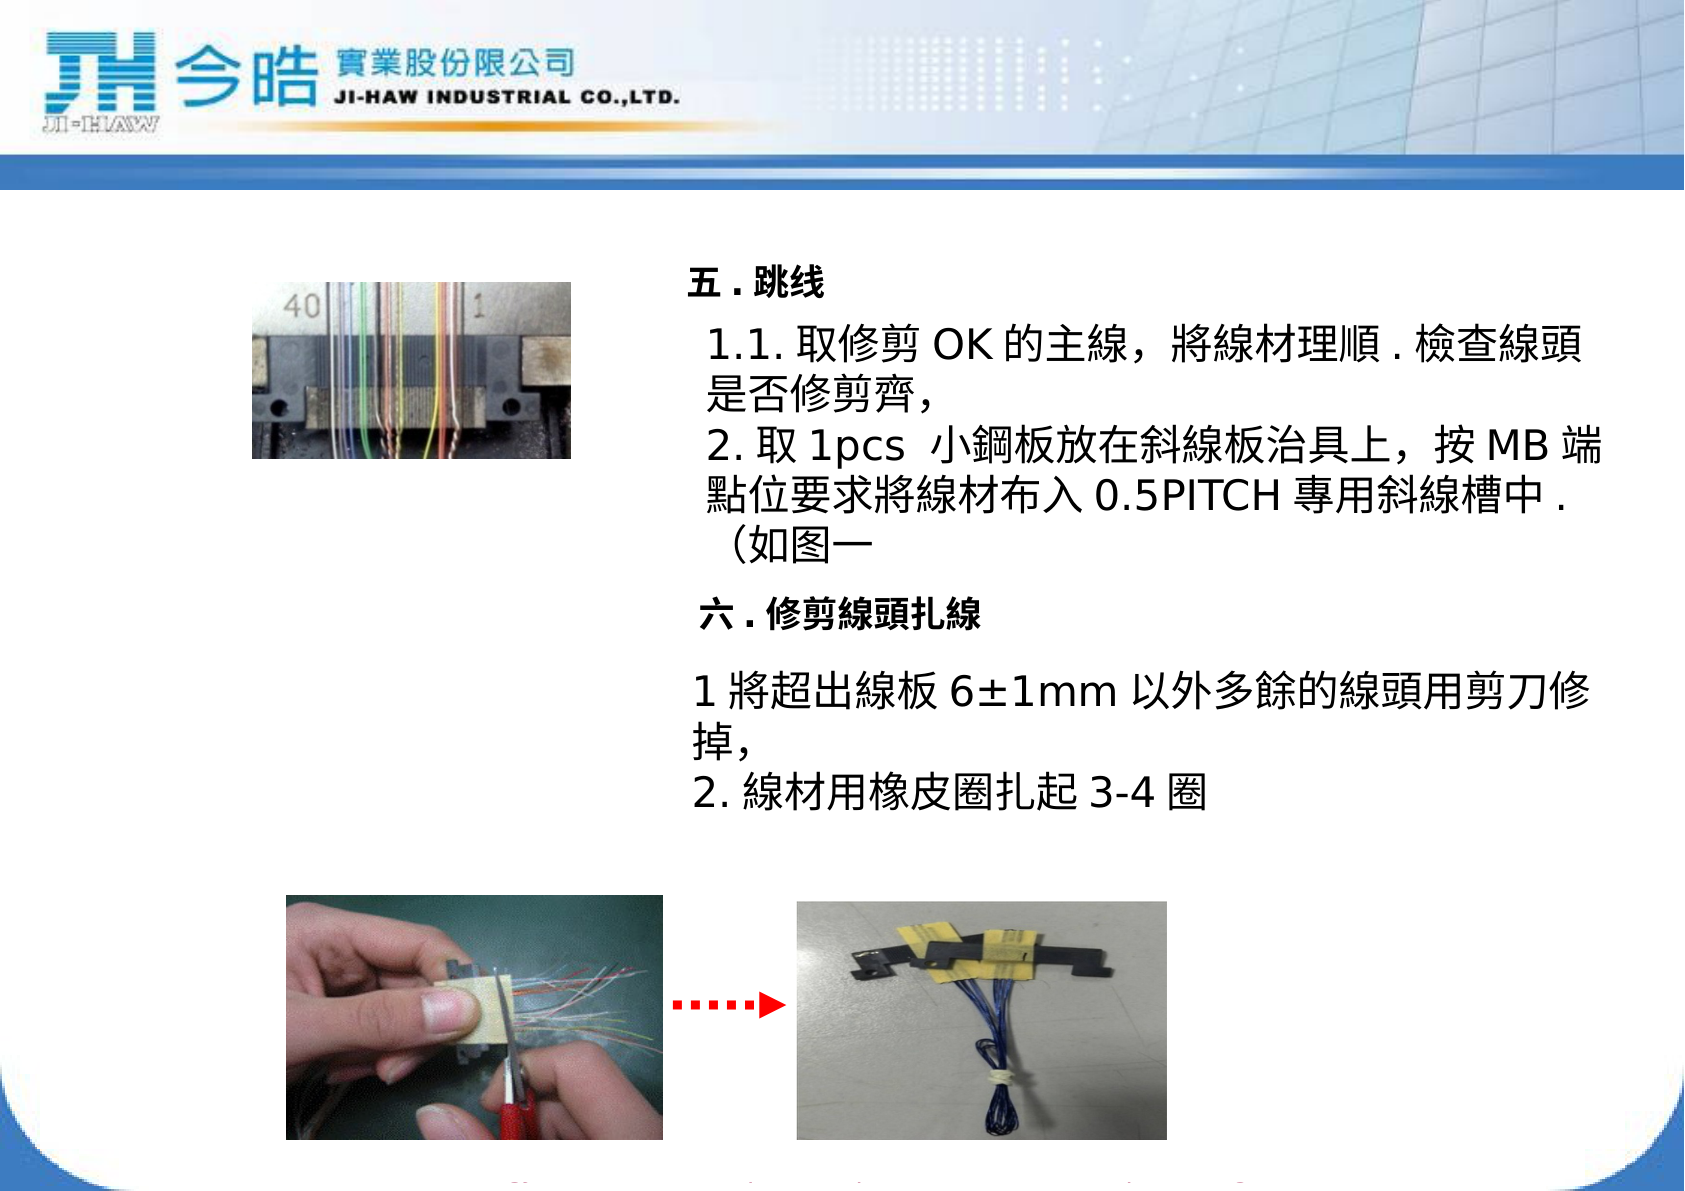 JH 今皓 實業股份限公司
JI-HAW INDUSTRIAL CO.,LTD.
JI-HAW
五 . 跳线
40 1
1.1. 取修剪 OK 的主線，將線材理順 . 檢查線頭
是否修剪齊，
2. 取 1pcs 小鋼板放在斜線板治具上，按 MB 端
點位要求將線材布入 0.5PITCH 專用斜線槽中 .
（如图一
六 . 修剪線頭扎線
1 將超出線板 6±1mm 以外多餘的線頭用剪刀修
掉，
2. 線材用橡皮圈扎起 3-4 圈